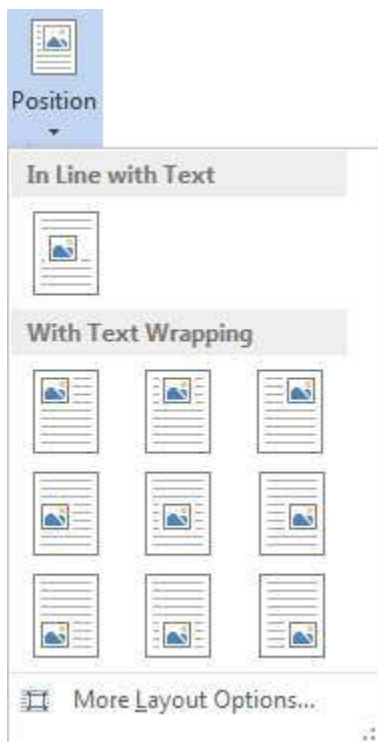 Position
In Line with Text
With Text Wrapping
More Layout Options...